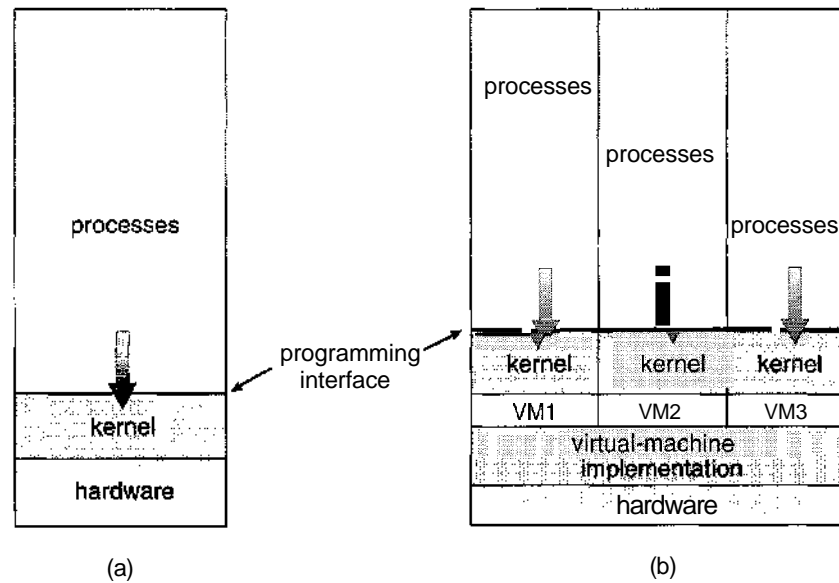 processes
kernel
hardware
(a)
programming
interface
processes
processes
processes
kernel
kernel
kernel
VM1
VM2
VM3
virtual-machine
implementation
hardware
(b)